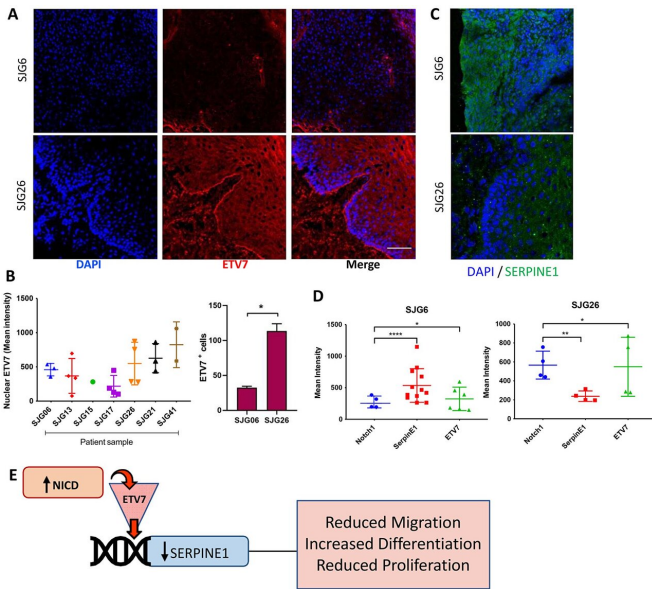 A
C
SJG6
SJG6
SJG26
SJG26
DAPI
ETV7
Merge
DAPI / SERPINE1
B
D
Nuclear ETV7 (Mean intensity)
1500
1000
500
0
SJG06
SJG13
SJG15
SJG17
SJG26
SJG21
SJG41
Patient sample
ETV7 + cells
150
100
50
0
*
SJG06
SJG26
SJG6
Mean Intensity
1500
1000
500
0
*
****
Notch1
SerpinE1
ETV7
SJG26
Mean Intensity
1000
800
600
400
200
0
*
**
Notch1
SerpinE1
ETV7
E
↑NICD
ETV7
↓SERPINE1
Reduced Migration
Increased Differentiation
Reduced Proliferation